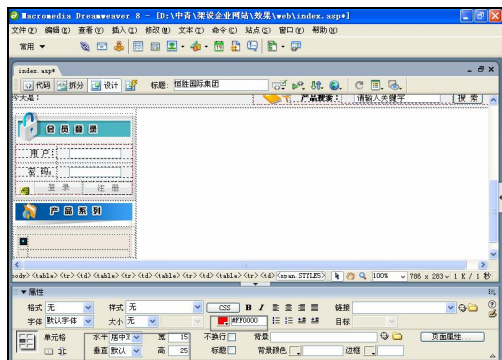 Macromedia Dreamweaver 8 - [D:\中青\架设企业网站\效果\web\index.asp*]
文件(F) 编辑(E) 查看(V) 插入(I) 修改(M) 文本(T) 命令(C) 站点(S) 窗口(W) 帮助(H)
常用
index.asp*
代码 拆分 设计 标题: 恒胜国际集团
今天是: 产品搜索: 请输入关键字 搜 索
会 员 登 录
用 户:
密 码:
登 录 注 册
产 品 系 列
<body> <table> <tr> <td> <table> <tr> <td> <table> <tr> <td> <table> <tr> <td> <span.STYLE5> 100% 786 x 283 1 K / 1 秒
属性
格式 无 样式 无 CSS B I 链接
字体 默认字体 大小 无 #FF0000 目标
单元格 水平 居中对 宽 15 不换行 背景 页面属性...
垂直 默认 高 25 标题 背景颜色 边框